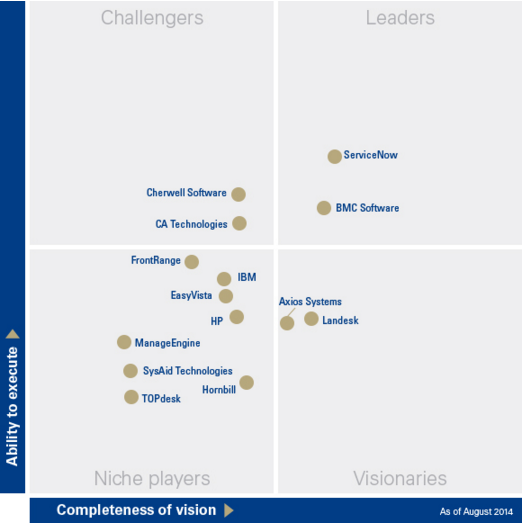 Challengers
Leaders
ServiceNow
Cherwell Software
BMC Software
CA Technologies
FrontRange
IBM
EasyVista
Axios Systems
HP
Landesk
ManageEngine
SysAid Technologies
Hornbill
TOPdesk
Niche players
Visionaries
Ability to execute
Completeness of vision
As of August 2014